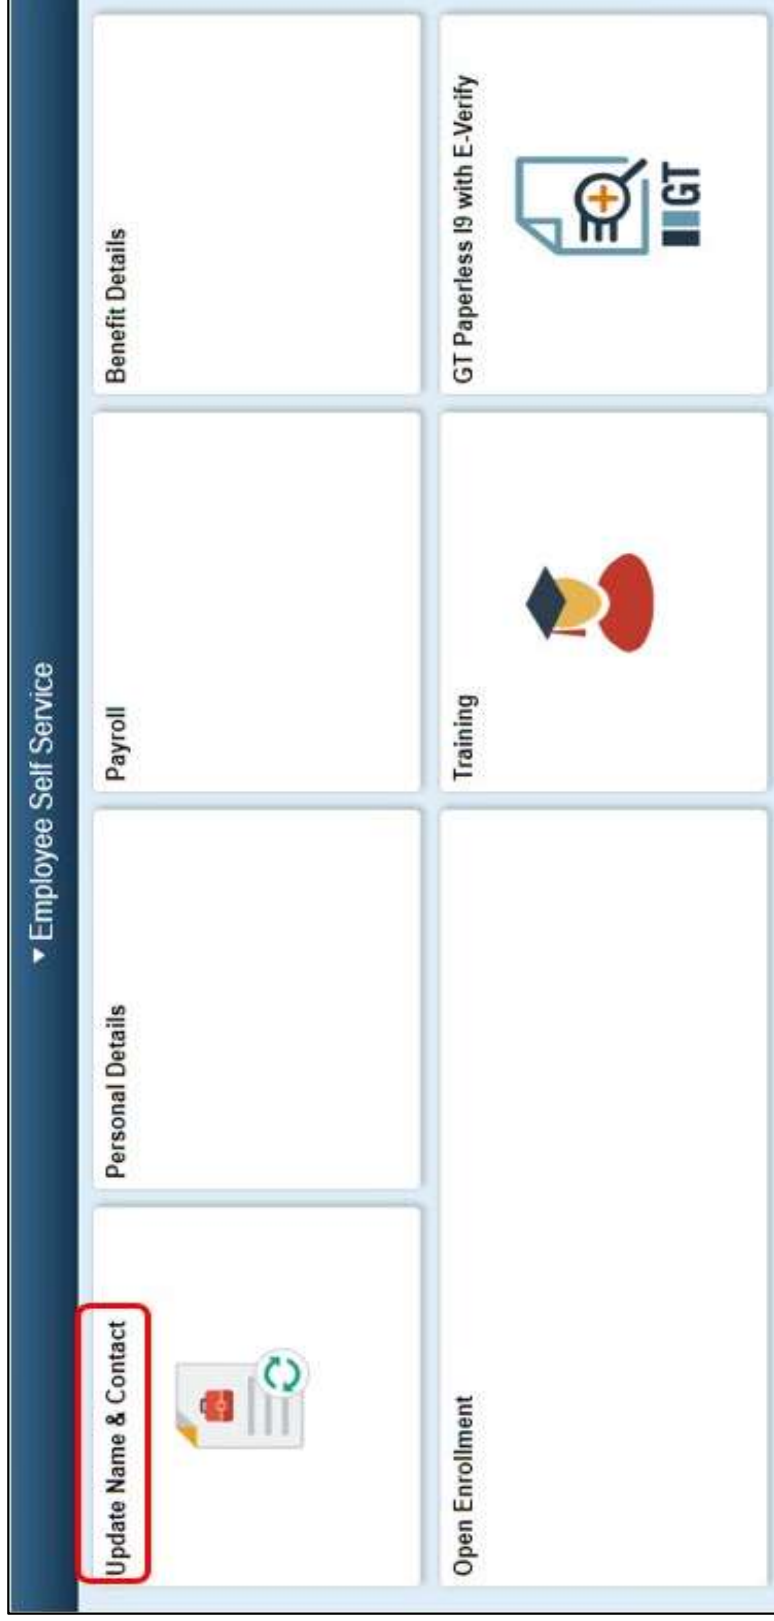 Employee Self Service
Update Name & Contact
Personal Details
Payroll
Benefit Details
Open Enrollment
Training
GT Paperless I9 with E-Verify
GT